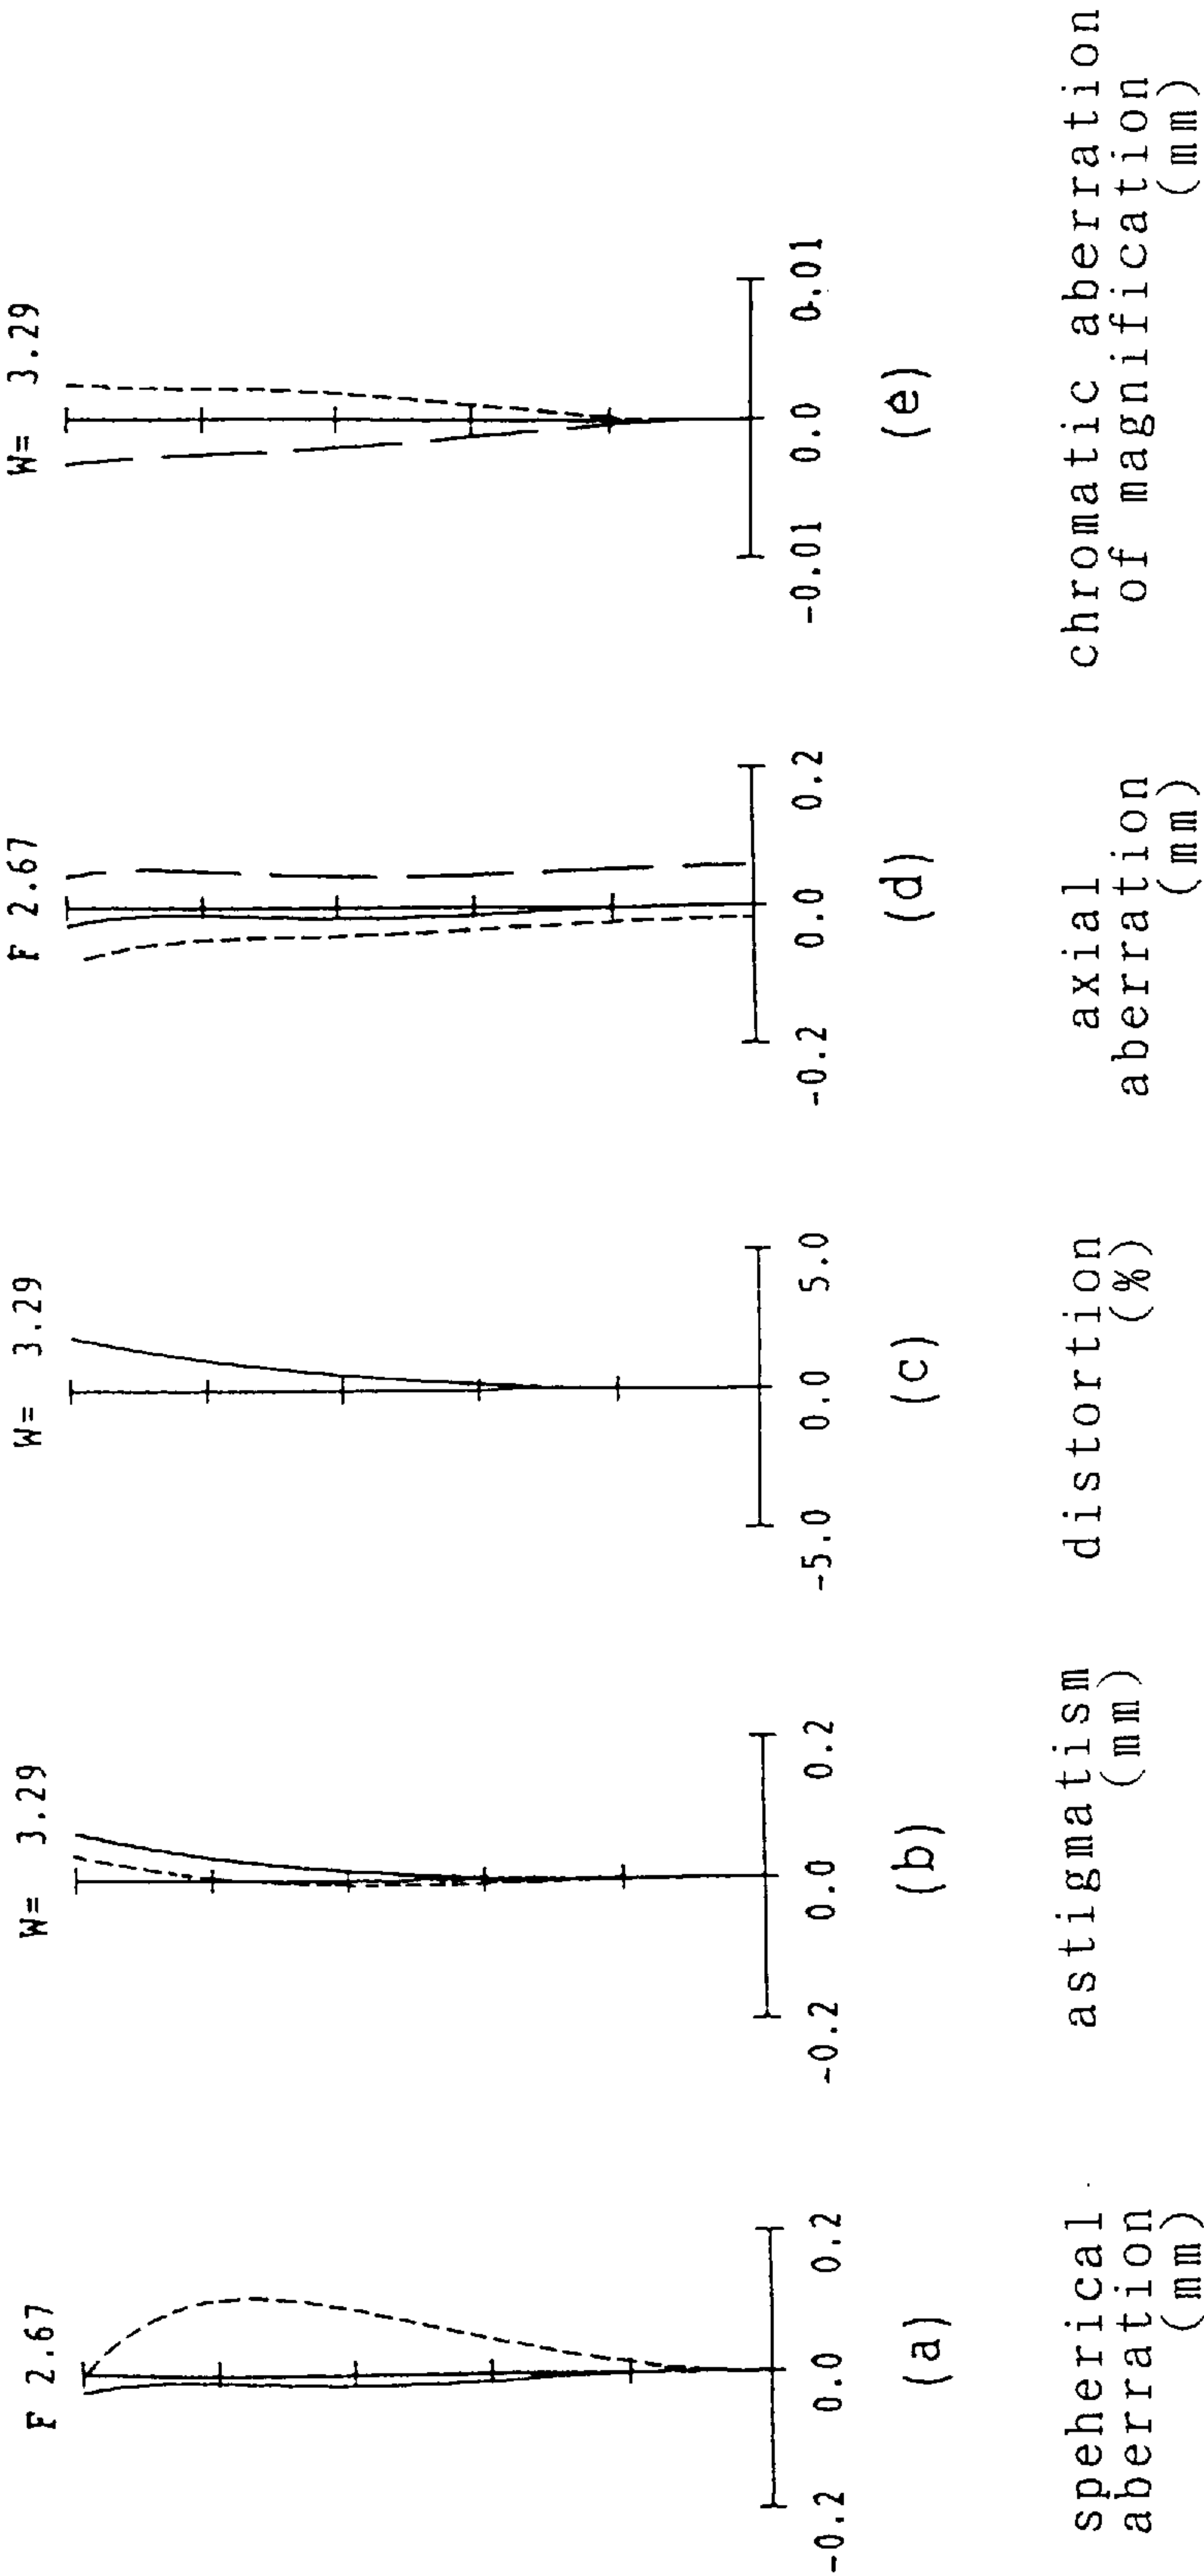 F 2.67
-0.2 0.0 0.2
(a)
speherical
aberration
(mm)
W= 3.29
-0.2 0.0 0.2
(b)
astigmatism
(mm)
W= 3.29
-5.0 0.0 5.0
(c)
distortion
(%)
F 2.67
-0.2 0.0 0.2
(d)
axial
aberration
(mm)
W= 3.29
-0.01 0.0 0.01
(e)
chromatic aberration
of magnification
(mm)